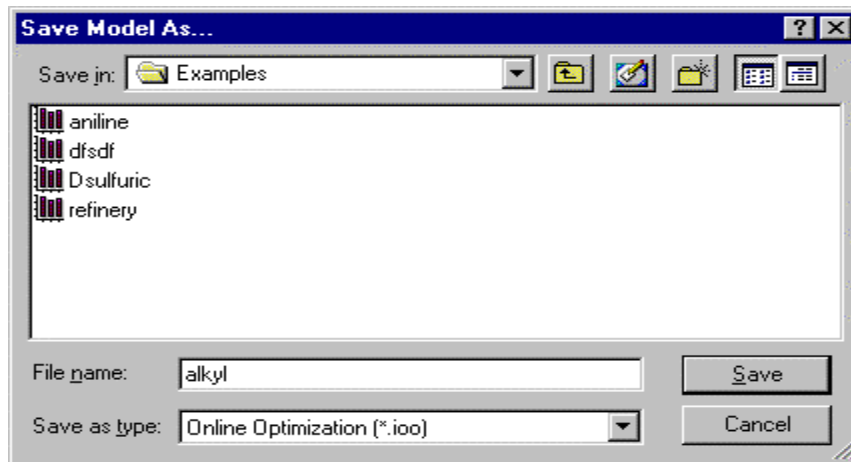 Save Model As...
Save in: Examples
aniline
dfsdf
Dsulfuric
refinery
File name: alkyl Save
Save as type: Online Optimization (*.ioo) Cancel